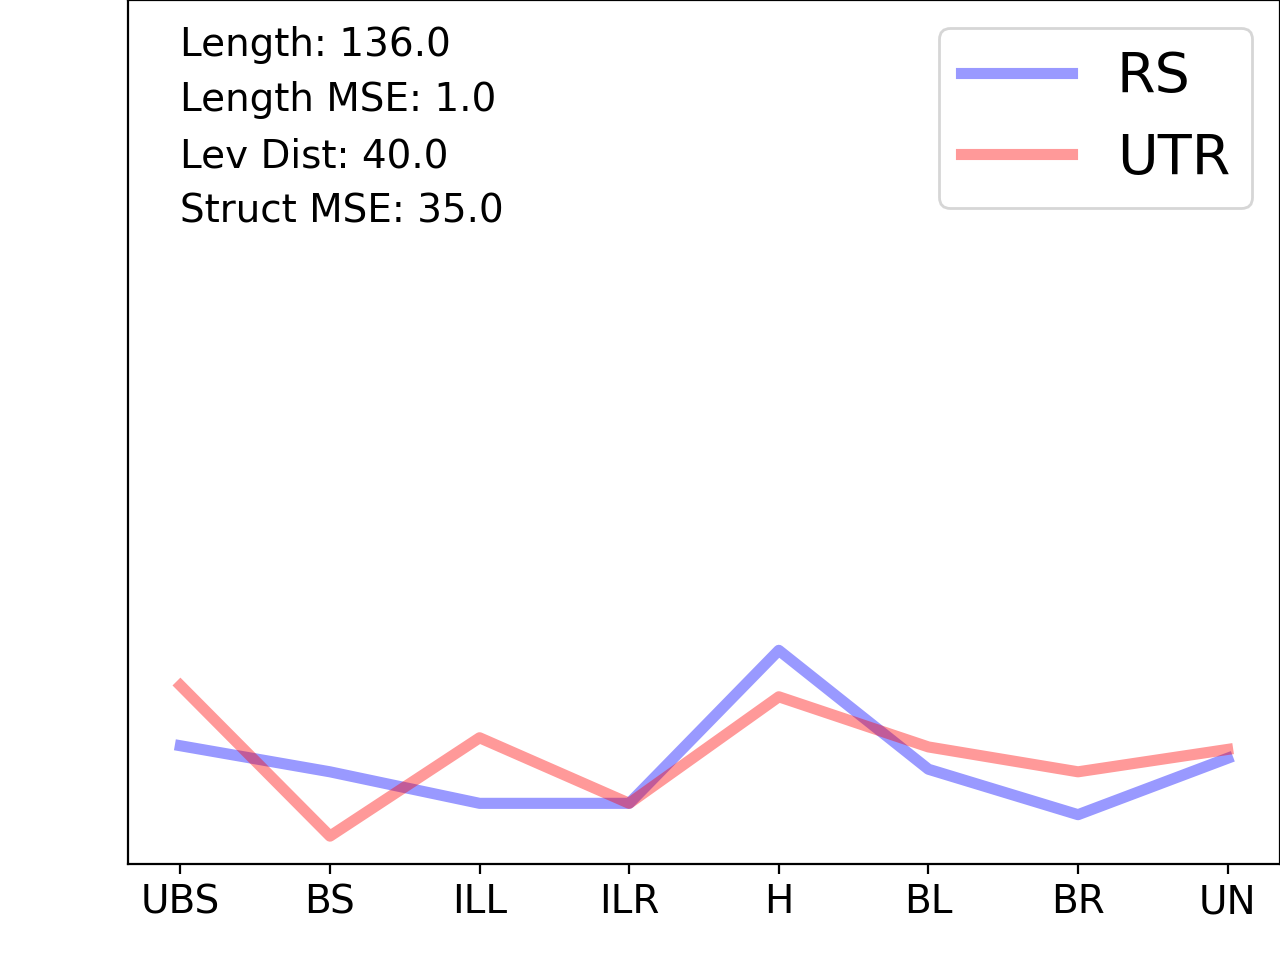 Length: 136.0
Length MSE: 1.0
Lev Dist: 40.0
Struct MSE: 35.0
RS
UTR
UBS BS ILL ILR H BL BR UN